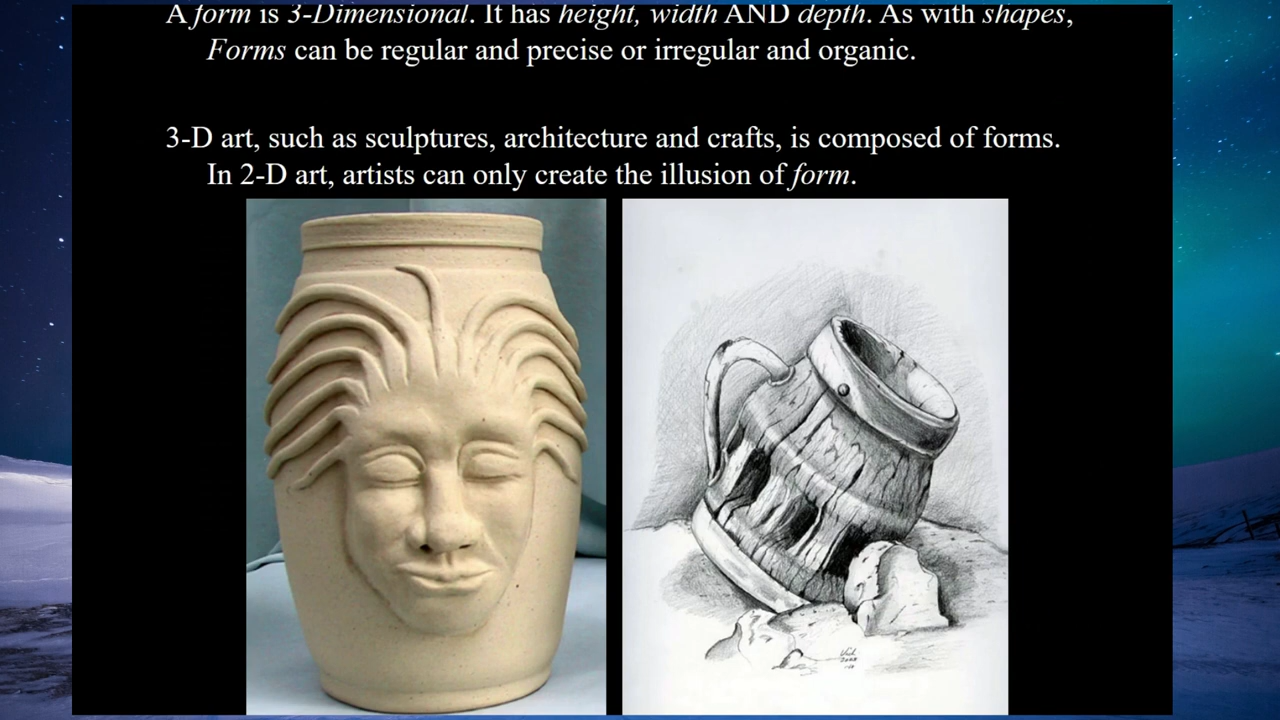 A form is 3-Dimensional. It has height, width AND depth. As with shapes,
Forms can be regular and precise or irregular and organic.
3-D art, such as sculptures, architecture and crafts, is composed of forms.
In 2-D art, artists can only create the illusion of form.